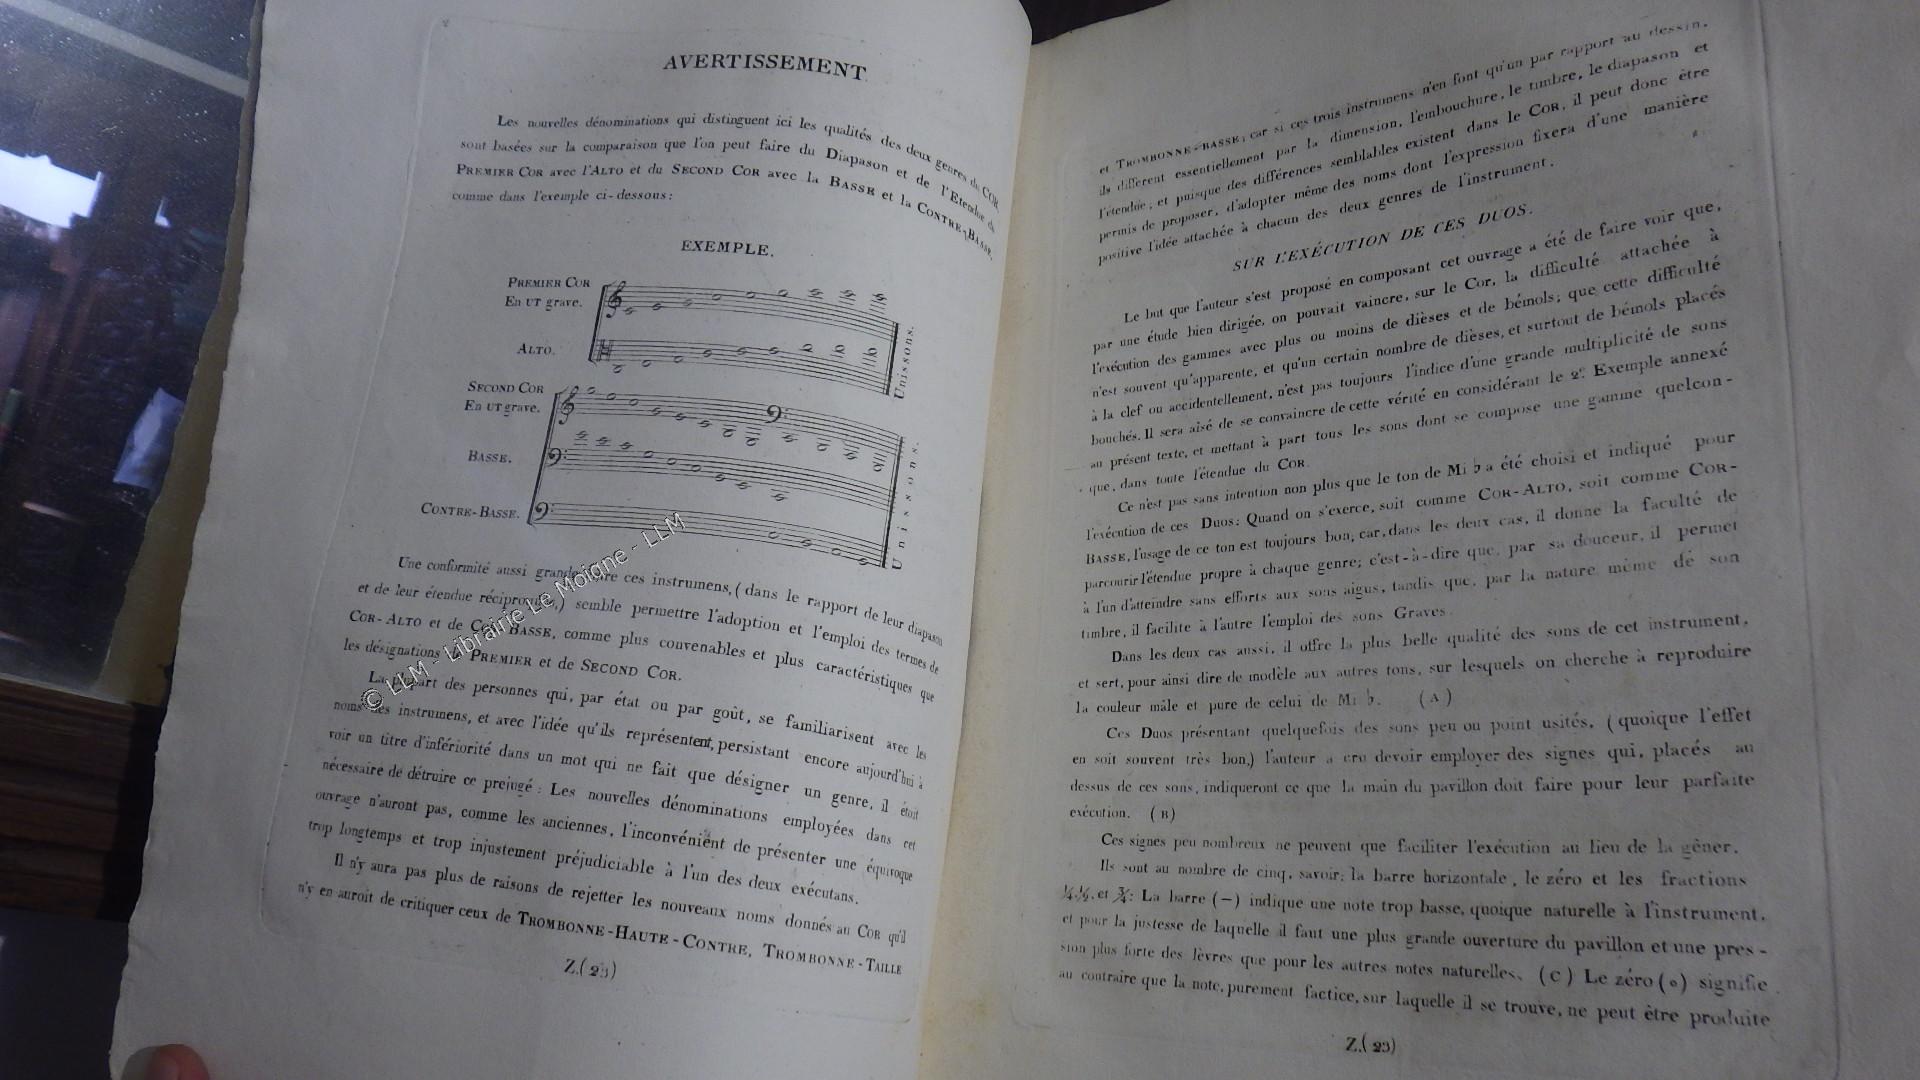 AVERTISSEMENT
Les nouvelles dénominations qui distinguent ici les qualités des deux genres du COR,
sont basées sur la comparaison que l'on peut faire du Diapason et de l'Etendue du
PREMIER COR avec l'ALTO et du SECOND COR avec la BASSE et la CONTRE-BASSE,
comme dans l'exemple ci-dessous:
EXEMPLE.
PREMIER COR
En UT grave.
ALTO.
Unissons.
SECOND COR
En UT grave.
BASSE.
CONTRE-BASSE.
Unissons.
Une conformité aussi grande ces instrumens, (dans le rapport de leur diapason
et de leur étendue réciproque,) semble permettre l'adoption et l'emploi des termes de
COR-ALTO et de COR BASSE, comme plus convenables et plus caractéristiques que
les désignations de PREMIER et de SECOND COR.
La plupart des personnes qui, par état ou par goût, se familiarisent avec les
noms des instrumens, et avec l'idée qu'ils représentent, persistant encore aujourd'hui à
voir un titre d'infériorité dans un mot qui ne fait que désigner un genre, il étoit
nécessaire de détruire ce prejugé: Les nouvelles dénominations employées dans cet
ouvrage n'auront pas, comme les anciennes, l'inconvénient de présenter une équivoque
trop longtemps et trop injustement préjudiciable à l'un des deux exécutans.
Il n'y aura pas plus de raisons de rejetter les nouveaux noms donnés au COR qu'il
n'y en auroit de critiquer ceux de TROMBONNE-HAUTE-CONTRE, TROMBONNE-TAILLE
Z.(23)
© LLM - Librairie Le Moigne - LLM
et TROMBONNE-BASSE; car si ces trois instrumens n'en font qu'un par rapport au dessin,
ils différent essentiellement par la dimension, l'embouchure, le timbre, le diapason et
l'étendue; et puisque des différences semblables existent dans le COR, il peut donc être
permis de proposer, d'adopter même des noms dont l'expression fixera d'une manière
positive l'idée attachée à chacun des deux genres de l'instrument.
SUR L'EXÉCUTION DE CES DUOS.
Le but que l'auteur s'est proposé en composant cet ouvrage a été de faire voir que,
par une étude bien dirigée, on pouvait vaincre, sur le Cor, la difficulté attachée à
l'exécution des gammes avec plus ou moins de dièses et de bémols; que cette difficulté
n'est souvent qu'apparente, et qu'un certain nombre de dièses, et surtout de bémols placés
à la clef ou accidentellement, n'est pas toujours l'indice d'une grande multiplicité de sons
bouchés. Il sera aisé de se convaincre de cette vérité en considérant le 2e. Exemple annexé
au présent texte, et mettant à part tous les sons dont se compose une gamme quelcon-
que, dans toute l'étendue du COR.
Ce n'est pas sans intention non plus que le ton de MI ♭ a été choisi et indiqué pour
l'exécution de ces Duos: Quand on s'exerce, soit comme COR-ALTO, soit comme COR-
BASSE, l'usage de ce ton est toujours bon; car, dans les deux cas, il donne la faculté de
parcourir l'étendue propre à chaque genre; c'est-à-dire que, par sa douceur, il permet
à l'un d'atteindre sans efforts aux sons aigus, tandis que, par la nature même de son
timbre, il facilite à l'autre l'emploi des sons Graves.
Dans les deux cas aussi, il offre la plus belle qualité des sons de cet instrument,
et sert, pour ainsi dire de modèle aux autres tons, sur lesquels on cherche à reproduire
la couleur mâle et pure de celui de MI ♭. (A)
Ces Duos présentant quelquefois des sons peu ou point usités, (quoique l'effet
en soit souvent très bon,) l'auteur a cru devoir employer des signes qui, placés au
dessus de ces sons, indiqueront ce que la main du pavillon doit faire pour leur parfaite
exécution. (B)
Ces signes peu nombreux ne peuvent que faciliter l'exécution au lieu de la gêner.
Ils sont au nombre de cinq, savoir: la barre horizontale, le zéro et les fractions
¼, ½, et ¾: La barre (−) indique une note trop basse, quoique naturelle à l'instrument,
et pour la justesse de laquelle il faut une plus grande ouverture du pavillon et une pres-
sion plus forte des lèvres que pour les autres notes naturelles. (C) Le zéro (o) signifie
au contraire que la note, purement factice, sur laquelle il se trouve, ne peut être produite
Z.(23)